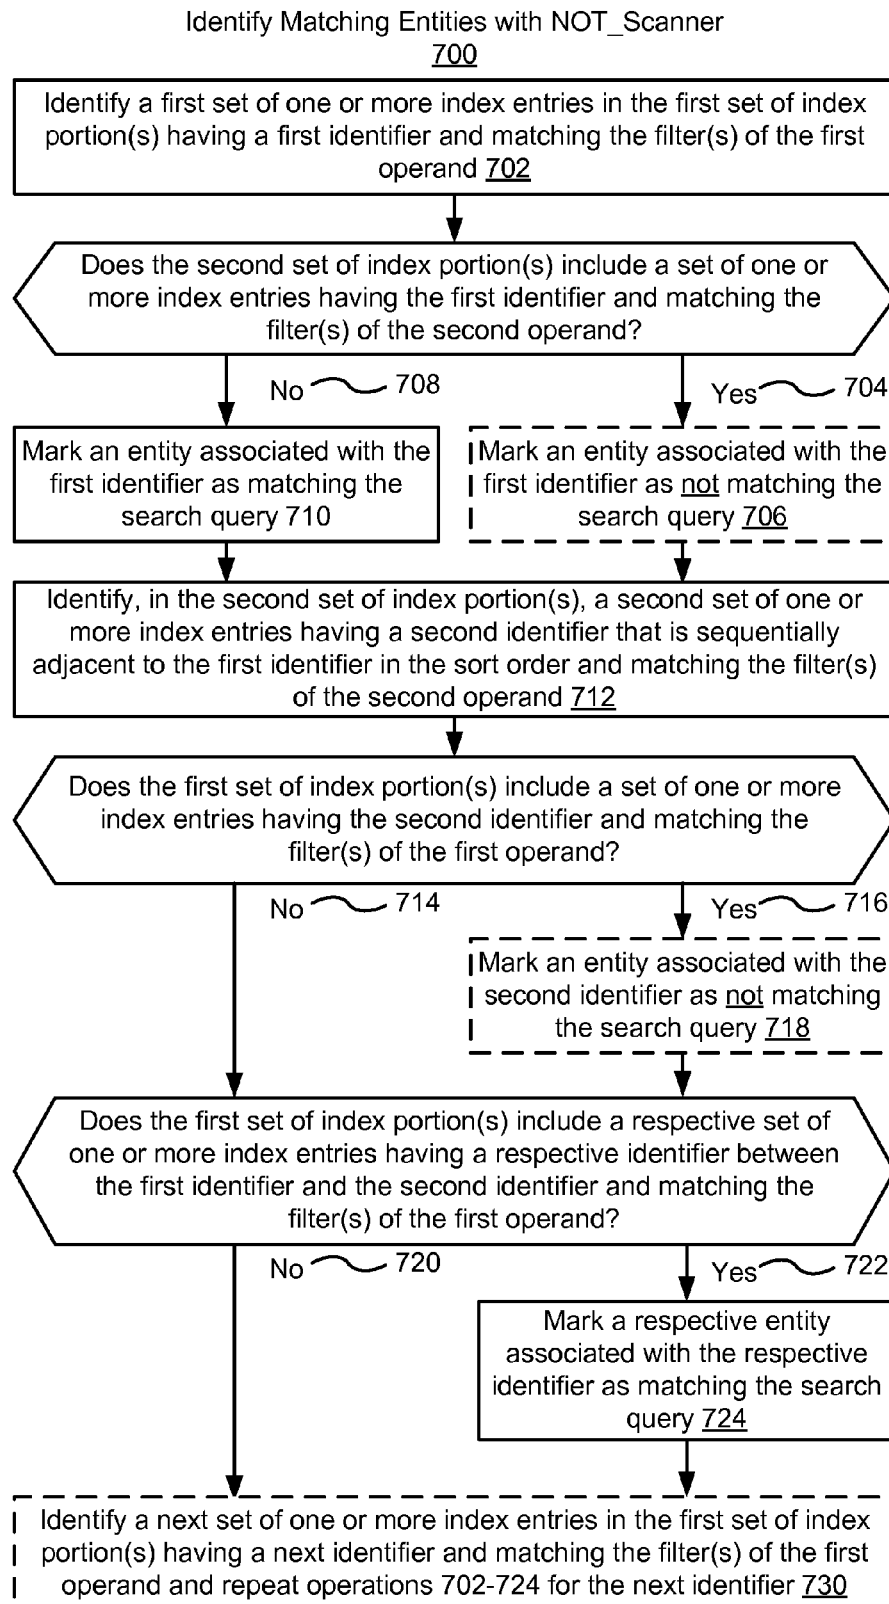 Identify Matching Entities with NOT_Scanner
700
Identify a first set of one or more index entries in the first set of index
portion(s) having a first identifier and matching the filter(s) of the first
operand 702
Does the second set of index portion(s) include a set of one or
more index entries having the first identifier and matching the
filter(s) of the second operand?
No 708
Yes 704
Mark an entity associated with the
first identifier as matching the
search query 710
Mark an entity associated with the
first identifier as not matching the
search query 706
Identify, in the second set of index portion(s), a second set of one or
more index entries having a second identifier that is sequentially
adjacent to the first identifier in the sort order and matching the filter(s)
of the second operand 712
Does the first set of index portion(s) include a set of one or more
index entries having the second identifier and matching the
filter(s) of the first operand?
No 714
Yes 716
Mark an entity associated with the
second identifier as not matching
the search query 718
Does the first set of index portion(s) include a respective set of
one or more index entries having a respective identifier between
the first identifier and the second identifier and matching the
filter(s) of the first operand?
No 720
Yes 722
Mark a respective entity
associated with the respective
identifier as matching the search
query 724
Identify a next set of one or more index entries in the first set of index
portion(s) having a next identifier and matching the filter(s) of the first
operand and repeat operations 702-724 for the next identifier 730